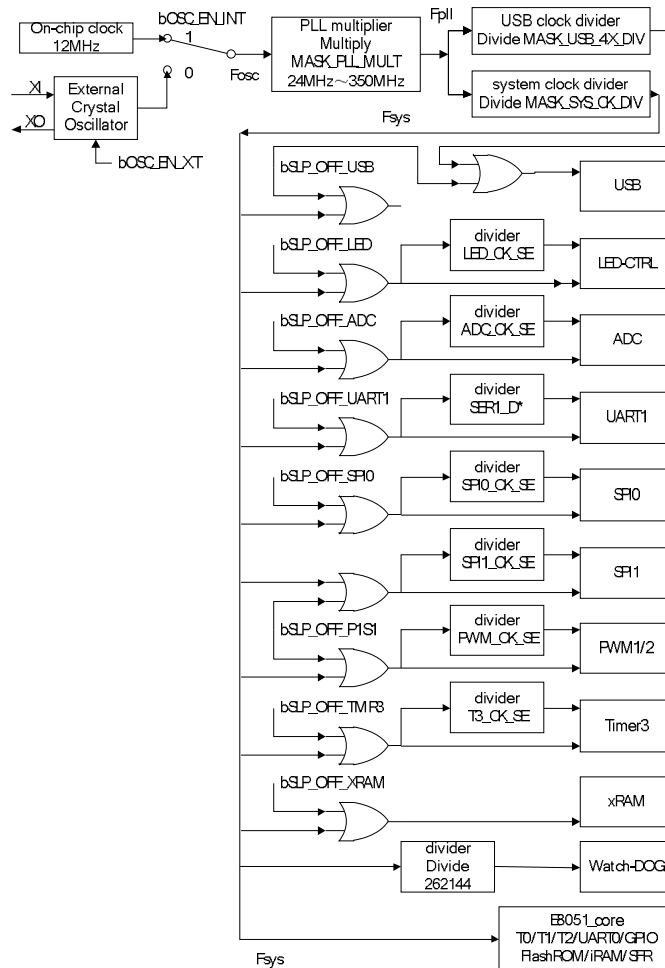 On-chip clock
12MHz
bOSC_EN_INT
1
0
Fosc
XI
XO
External
Crystal
Oscillator
bOSC_EN_XT
PLL multiplier
Multiply
MASK_PLL_MULT
24MHz~350MHz
Fpll
USB clock divider
Divide MASK_USB_4X_DIV
system clock divider
Divide MASK_SYS_CK_DIV
Fsys
bSLP_OFF_USB
USB
bSLP_OFF_LED
divider
LED_CK_SE
LED-CTRL
bSLP_OFF_ADC
divider
ADC_CK_SE
ADC
bSLP_OFF_UART1
divider
SER1_D*
UART1
bSLP_OFF_SPI0
divider
SPI0_CK_SE
SPI0
divider
SPI1_CK_SE
SPI1
bSLP_OFF_P1S1
divider
PWM_CK_SE
PWM1/2
bSLP_OFF_TMR3
divider
T3_CK_SE
Timer3
bSLP_OFF_XRAM
xRAM
divider
Divide
262144
Watch-DOG
E8051_core
T0/T1/T2/UART0/GPIO
FlashROM/iRAM/SFR
Fsys